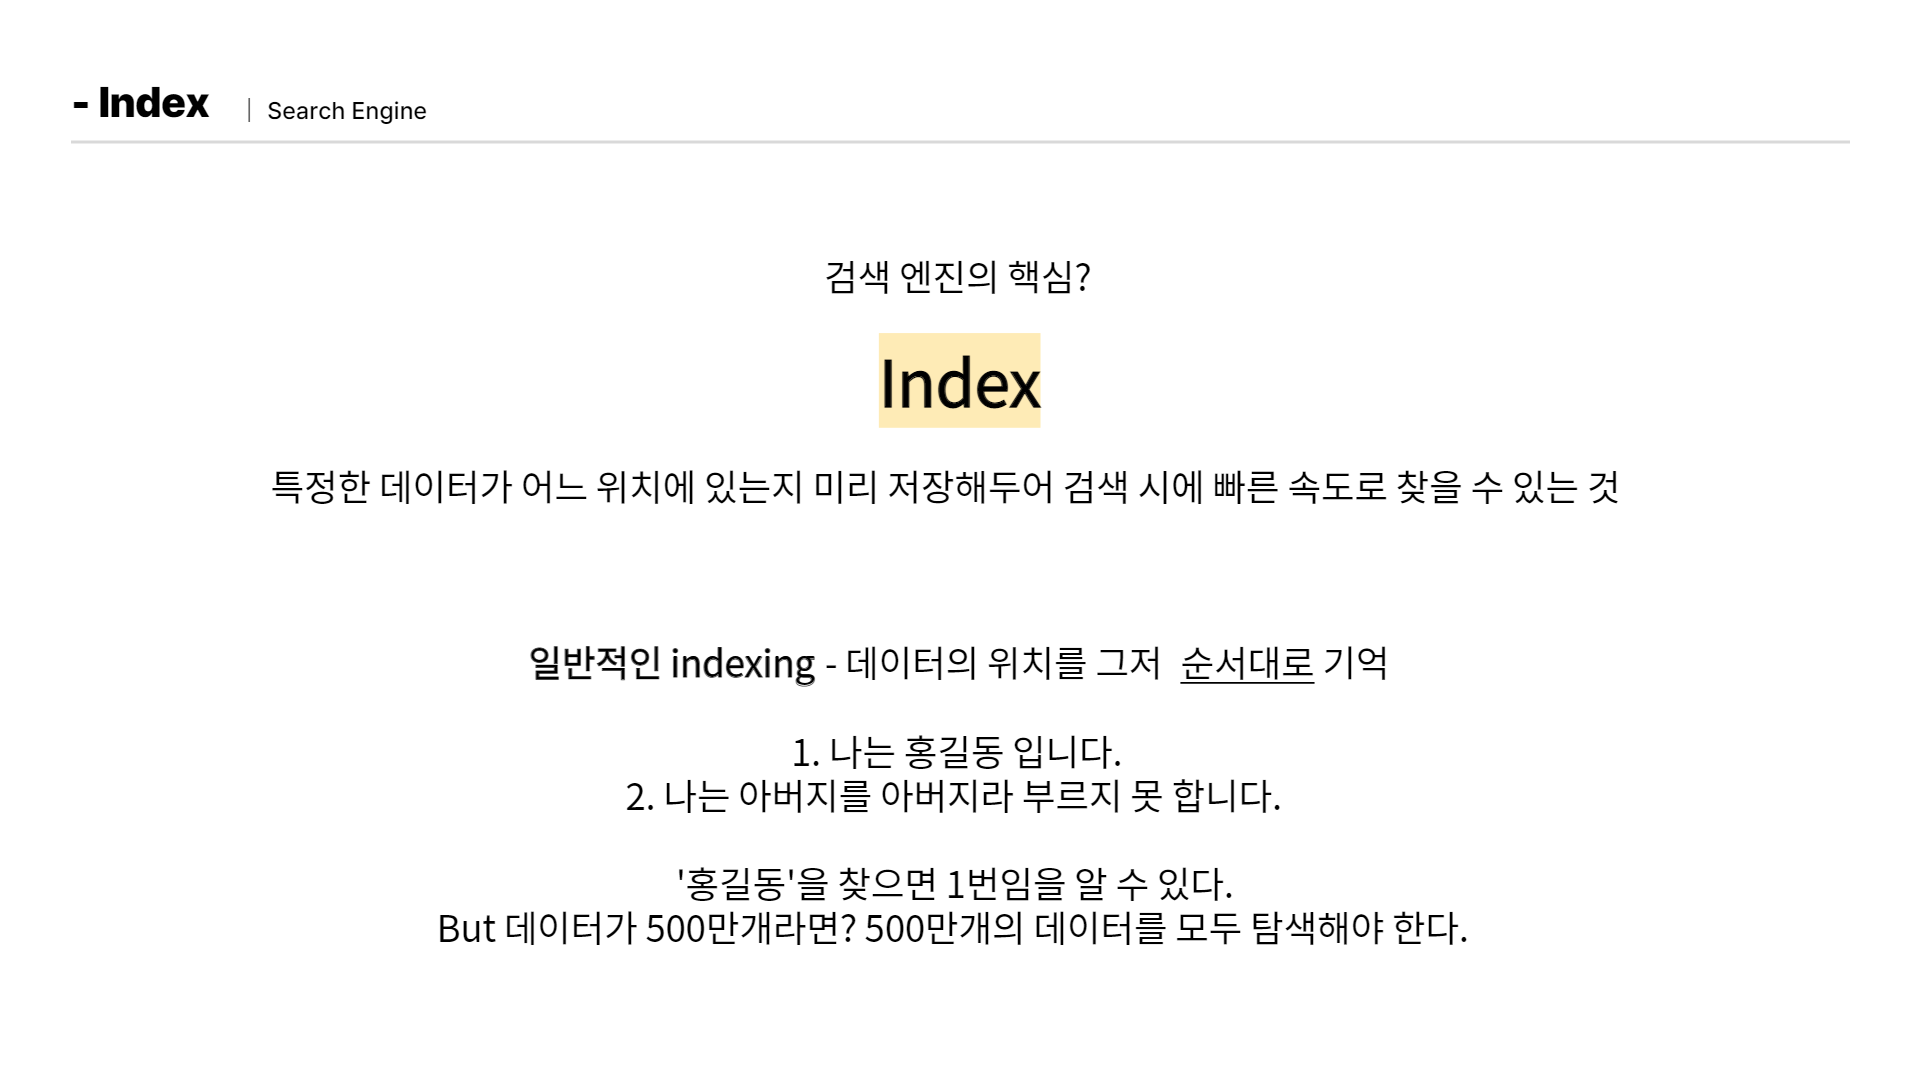 - Index | Search Engine
검색 엔진의 핵심?
Index
특정한 데이터가 어느 위치에 있는지 미리 저장해두어 검색 시에 빠른 속도로 찾을 수 있는 것
일반적인 indexing - 데이터의 위치를 그저 순서대로 기억
1. 나는 홍길동 입니다.
2. 나는 아버지를 아버지라 부르지 못 합니다.
'홍길동'을 찾으면 1번임을 알 수 있다.
But 데이터가 500만개라면? 500만개의 데이터를 모두 탐색해야 한다.